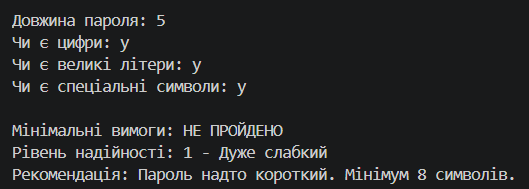 Довжина пароля: 5
Чи є цифри: y
Чи є великі літери: y
Чи є спеціальні символи: y
Мінімальні вимоги: НЕ ПРОЙДЕНО
Рівень надійності: 1 - Дуже слабкий
Рекомендація: Пароль надто короткий. Мінімум 8 символів.